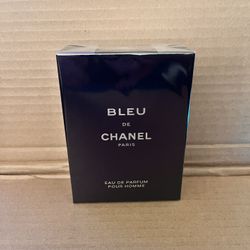 BLEU
DE
CHANEL
PARIS
EAU DE PARFUM
POUR HOMME